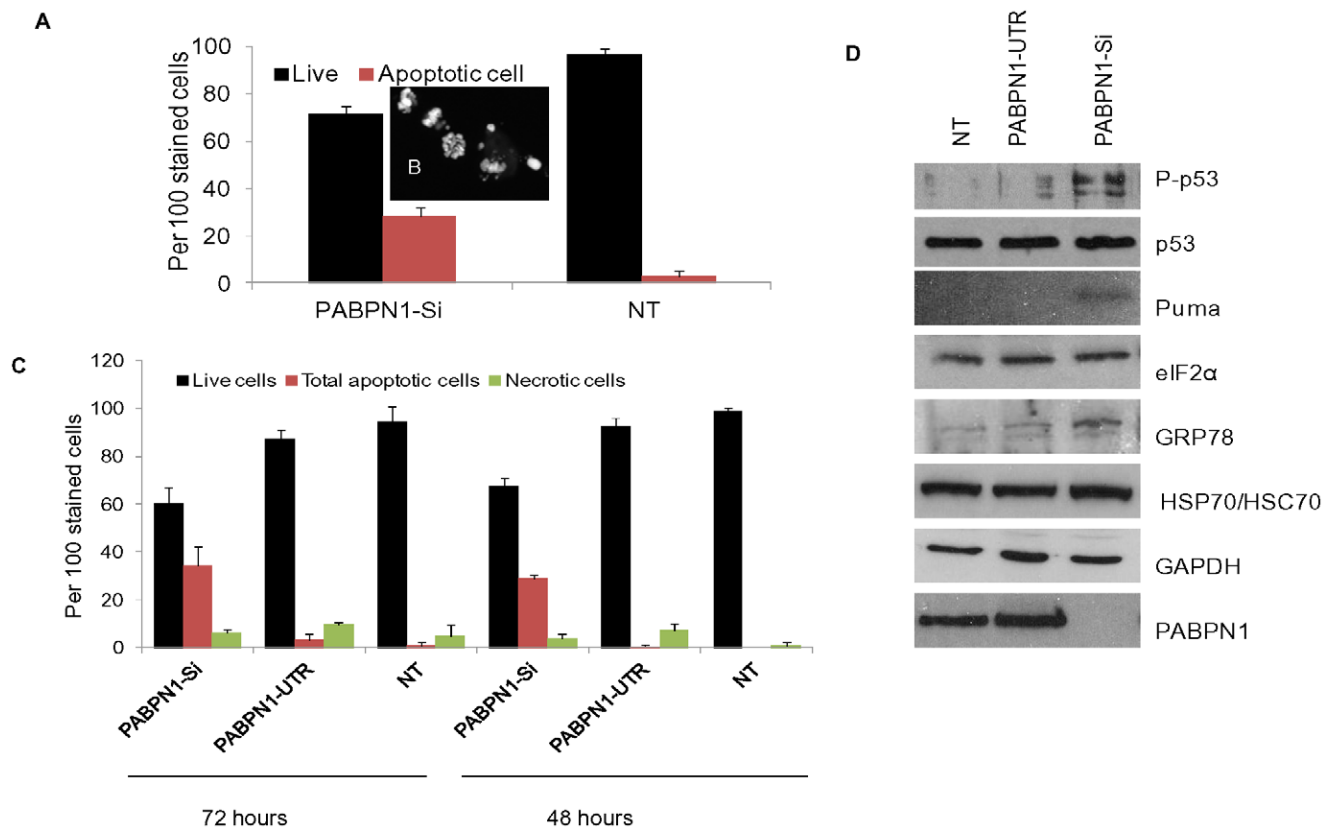 A
100
80
60
40
20
0
Per 100 stained cells
Live
Apoptotic cell
B
PABPN1-Si
NT
C
120
100
80
60
40
20
0
Per 100 stained cells
Live cells
Total apoptotic cells
Necrotic cells
PABPN1-Si
PABPN1-UTR
NT
PABPN1-Si
PABPN1-UTR
NT
72 hours
48 hours
D
NT
PABPN1-UTR
PABPN1-Si
P-p53
p53
Puma
eIF2α
GRP78
HSP70/HSC70
GAPDH
PABPN1